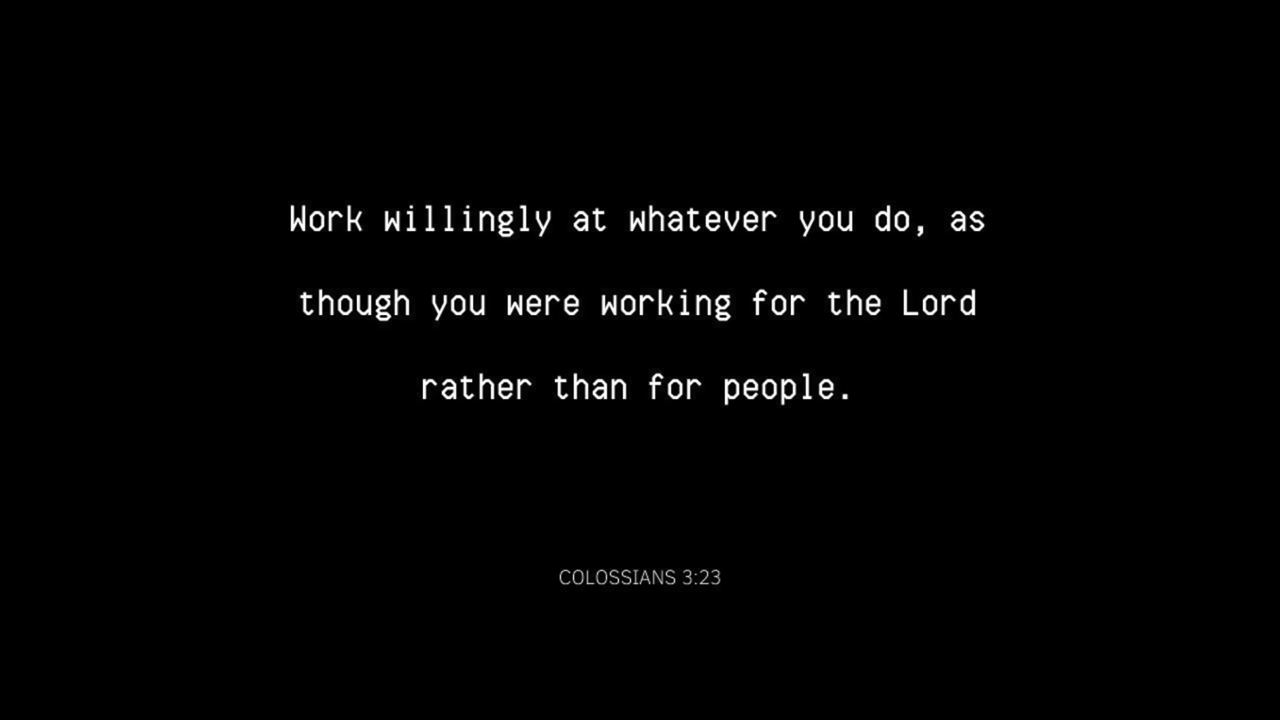 Work willingly at whatever you do, as
though you were working for the Lord
rather than for people.
COLOSSIANS 3:23